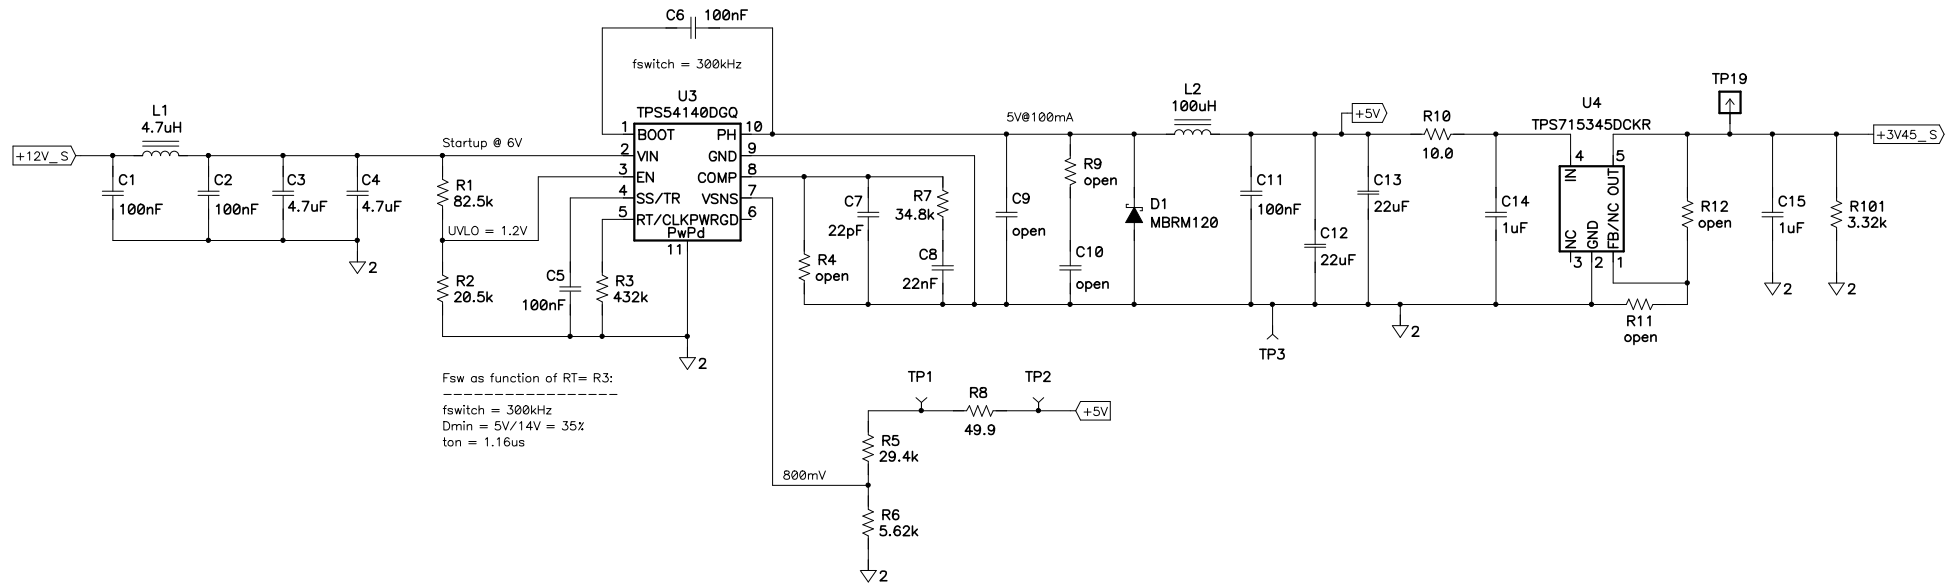 C6 100nF
fswitch = 300kHz
U3
TPS54140DGQ
1 BOOT PH 10
2 VIN GND 9
3 EN COMP 8
4 SS/TR VSNS 7
5 RT/CLK PWRGD 6
PwPd
11
+12V_S
L1
4.7uH
C1
100nF
C2
100nF
C3
4.7uF
C4
4.7uF
2
Startup @ 6V
R1
82.5k
UVLO = 1.2V
R2
20.5k
C5
100nF
R3
432k
2
Fsw as function of RT= R3:
------------------
fswitch = 300kHz
Dmin = 5V/14V = 35%
ton = 1.16us
R4
open
C7
22pF
R7
34.8k
C8
22nF
5V@100mA
C9
open
R9
open
C10
open
D1
MBRM120
L2
100uH
C11
100nF
C12
22uF
+5V
C13
22uF
TP3
2
R10
10.0
C14
1uF
U4
TPS715345DCKR
4 5
IN OUT
NC GND FB/NC
3 2 1
R11
open
R12
open
TP19
C15
1uF
2
R101
3.32k
2
+3V45_S
TP1
R8
49.9
TP2
+5V
R5
29.4k
800mV
R6
5.62k
2